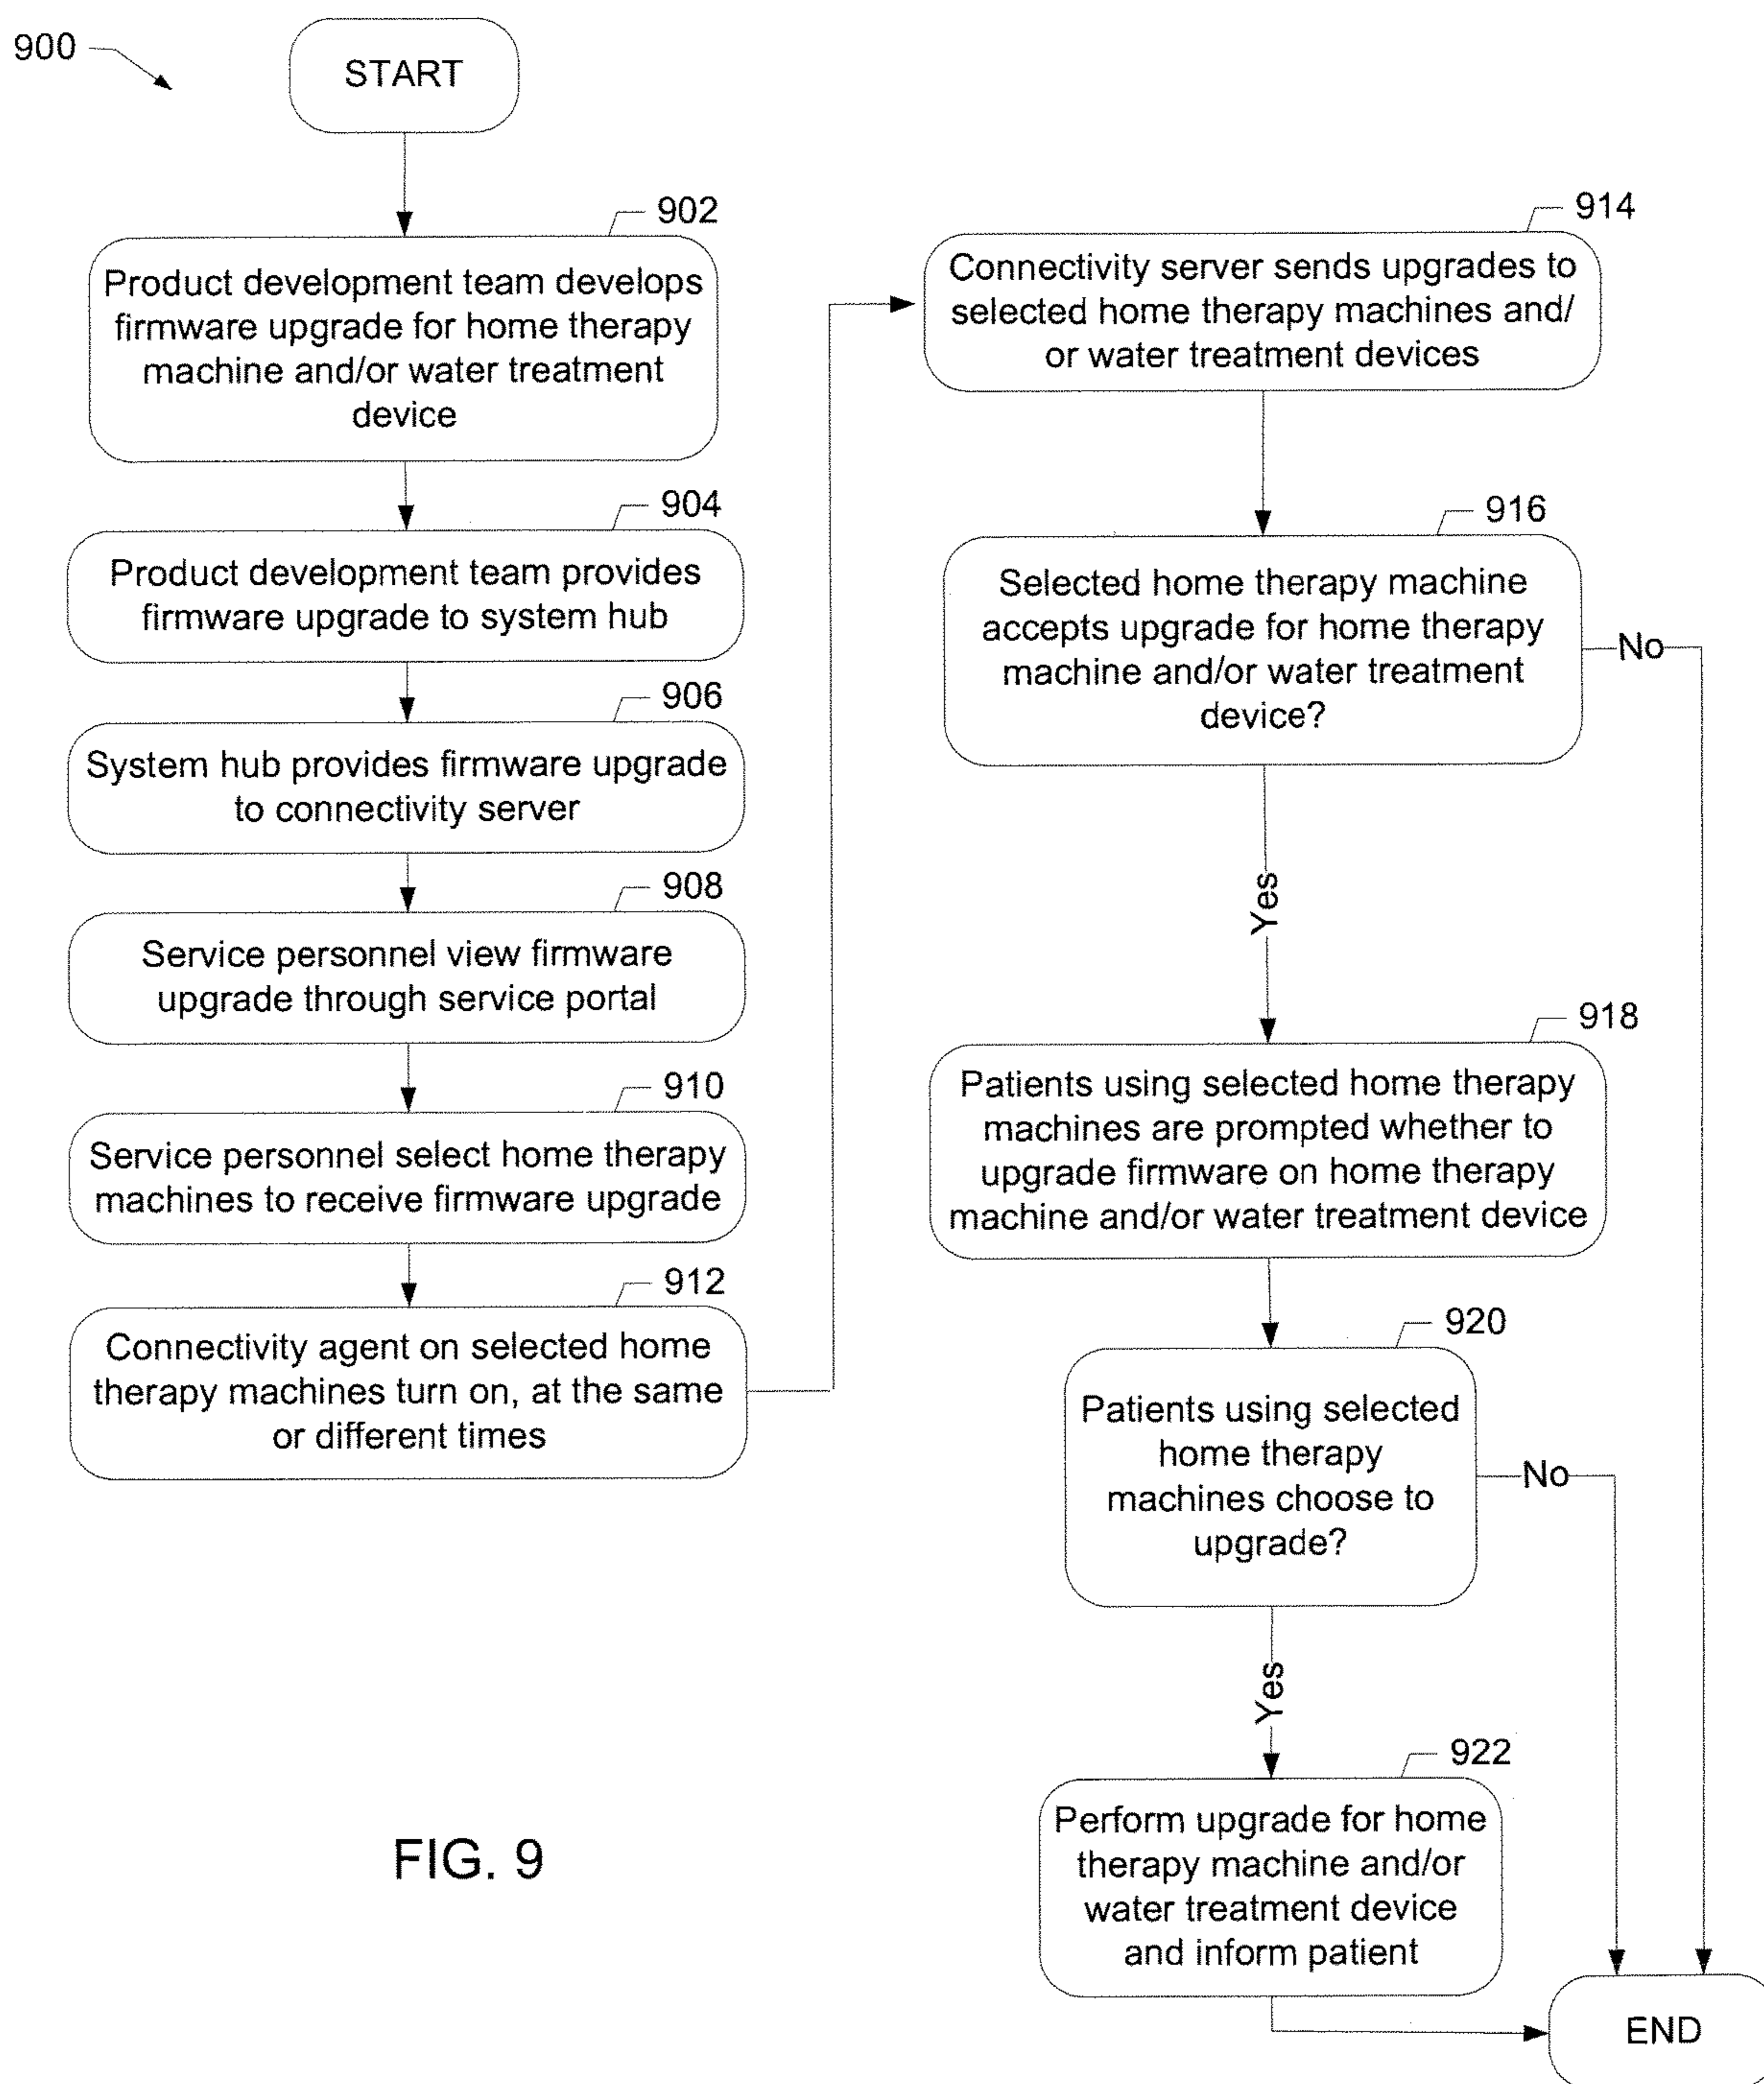 900
START
902
Product development team develops
firmware upgrade for home therapy
machine and/or water treatment
device
904
Product development team provides
firmware upgrade to system hub
906
System hub provides firmware upgrade
to connectivity server
908
Service personnel view firmware
upgrade through service portal
910
Service personnel select home therapy
machines to receive firmware upgrade
912
Connectivity agent on selected home
therapy machines turn on, at the same
or different times
914
Connectivity server sends upgrades to
selected home therapy machines and/
or water treatment devices
916
Selected home therapy machine
accepts upgrade for home therapy
machine and/or water treatment
device?
No
Yes
918
Patients using selected home therapy
machines are prompted whether to
upgrade firmware on home therapy
machine and/or water treatment device
920
Patients using selected
home therapy
machines choose to
upgrade?
No
Yes
922
Perform upgrade for home
therapy machine and/or
water treatment device
and inform patient
END
FIG. 9